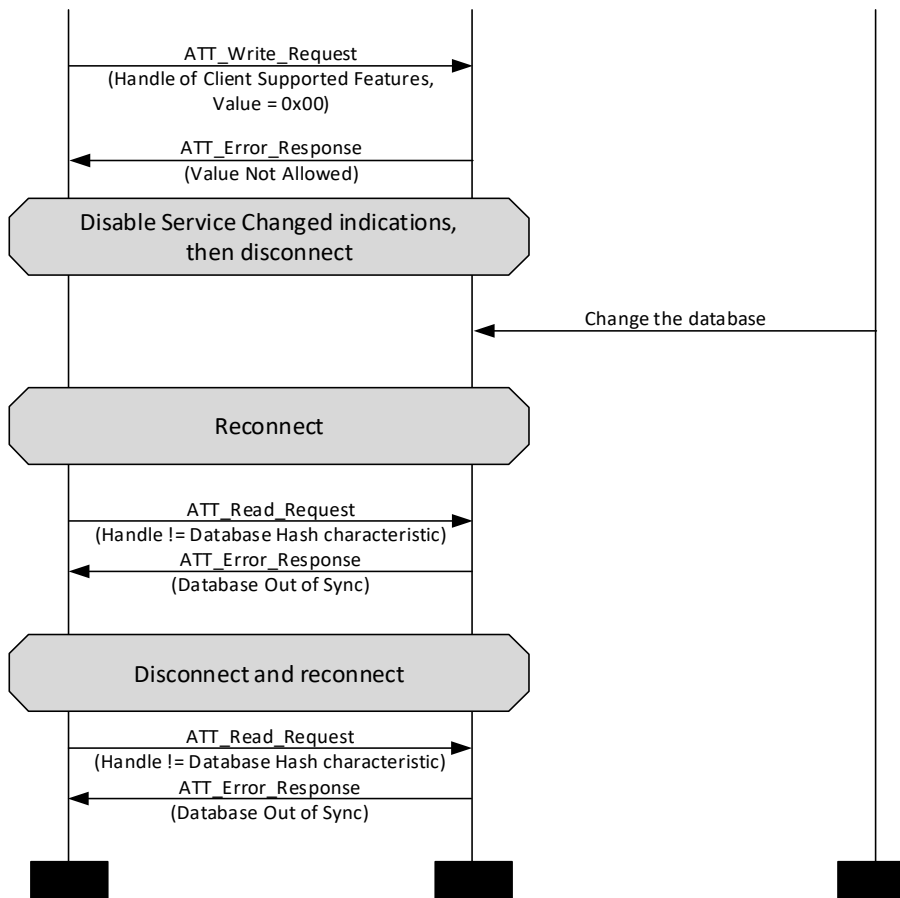 ATT_Write_Request
(Handle of Client Supported Features,
Value = 0x00)
ATT_Error_Response
(Value Not Allowed)
Disable Service Changed indications,
then disconnect
Change the database
Reconnect
ATT_Read_Request
(Handle != Database Hash characteristic)
ATT_Error_Response
(Database Out of Sync)
Disconnect and reconnect
ATT_Read_Request
(Handle != Database Hash characteristic)
ATT_Error_Response
(Database Out of Sync)